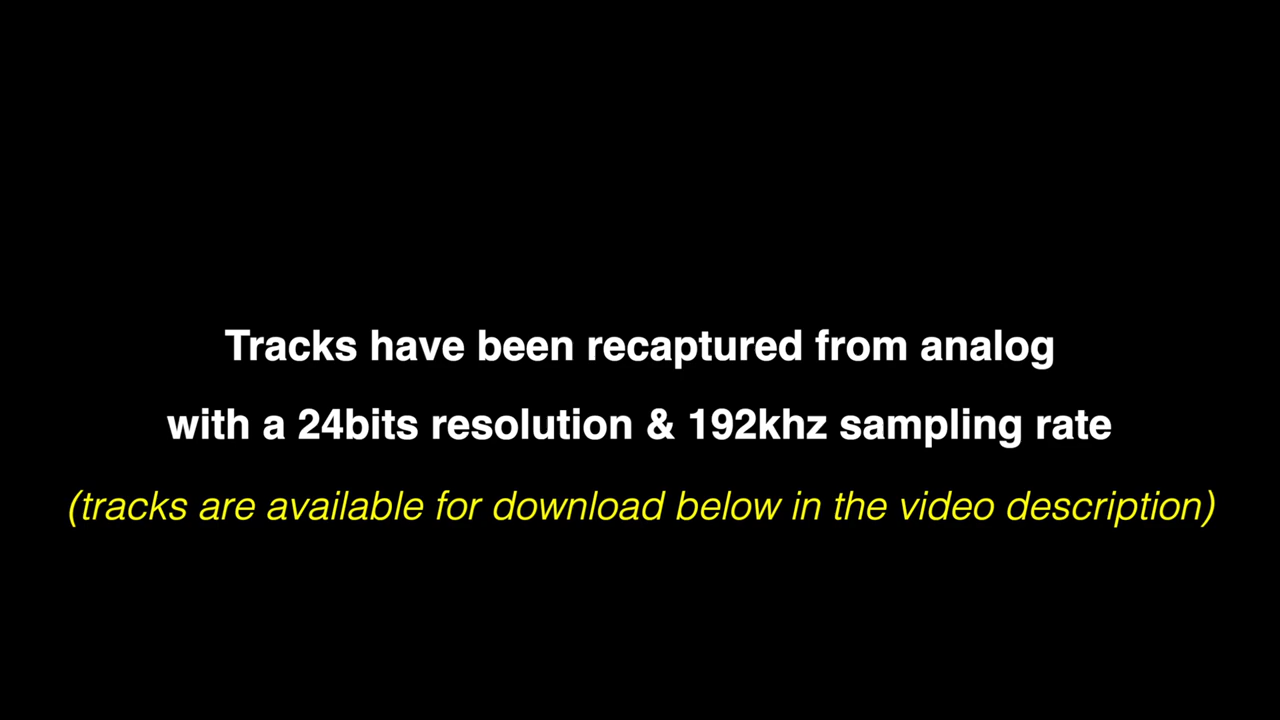 Tracks have been recaptured from analog
with a 24bits resolution & 192khz sampling rate
(tracks are available for download below in the video description)